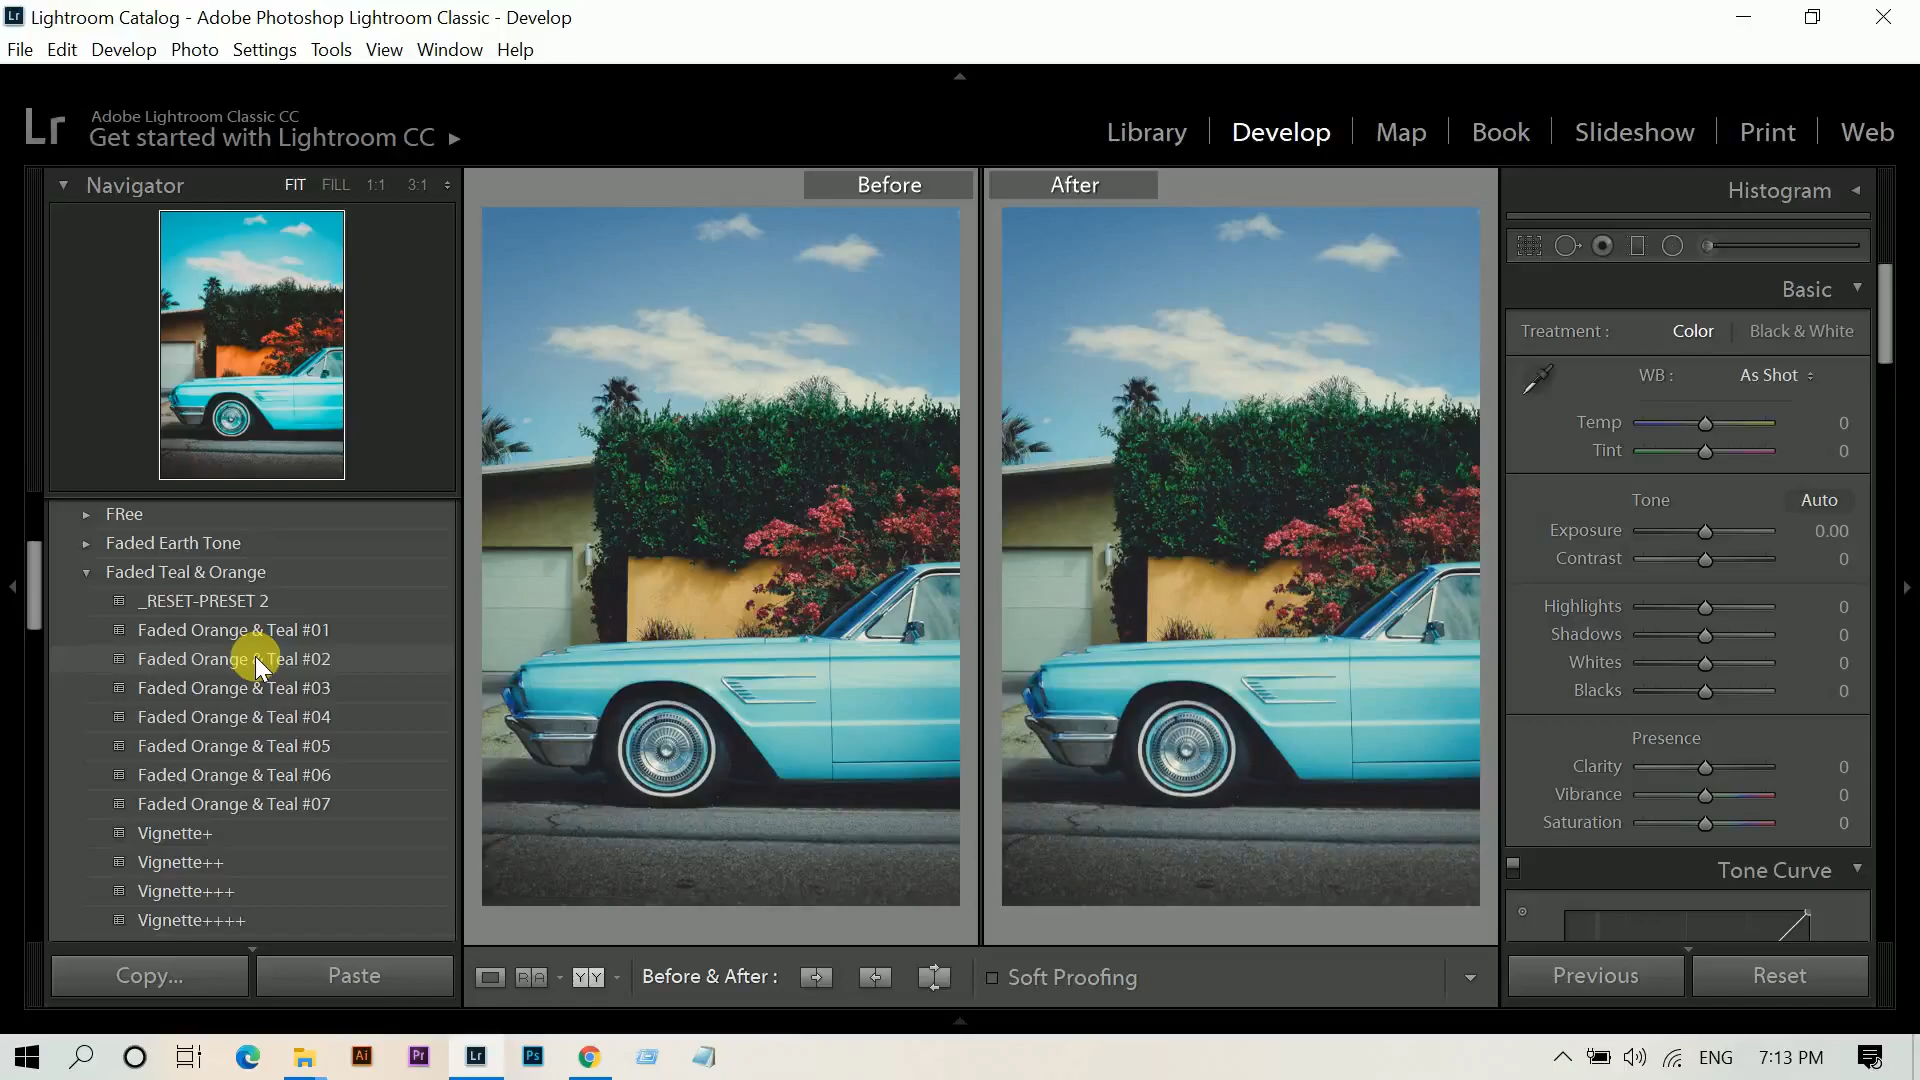 Lightroom Catalog - Adobe Photoshop Lightroom Classic - Develop
File Edit Develop Photo Settings Tools View Window Help
Lr
Adobe Lightroom Classic CC
Get started with Lightroom CC
Library
Develop
Map
Book
Slideshow
Print
Web
Navigator
FIT FILL 1:1 3:1
Before
After
Histogram
Basic
Treatment : Color Black & White
WB : As Shot
Temp 0
Tint 0
Tone Auto
Exposure 0.00
Contrast 0
Highlights 0
Shadows 0
Whites 0
Blacks 0
Presence
Clarity 0
Vibrance 0
Saturation 0
Tone Curve
FRee
Faded Earth Tone
Faded Teal & Orange
_RESET-PRESET 2
Faded Orange & Teal #01
Faded Orange & Teal #02
Faded Orange & Teal #03
Faded Orange & Teal #04
Faded Orange & Teal #05
Faded Orange & Teal #06
Faded Orange & Teal #07
Vignette+
Vignette++
Vignette+++
Vignette++++
Copy...
Paste
RA
YY
Before & After :
Soft Proofing
Previous
Reset
Ai
Pr
Lr
Ps
ENG
7:13 PM